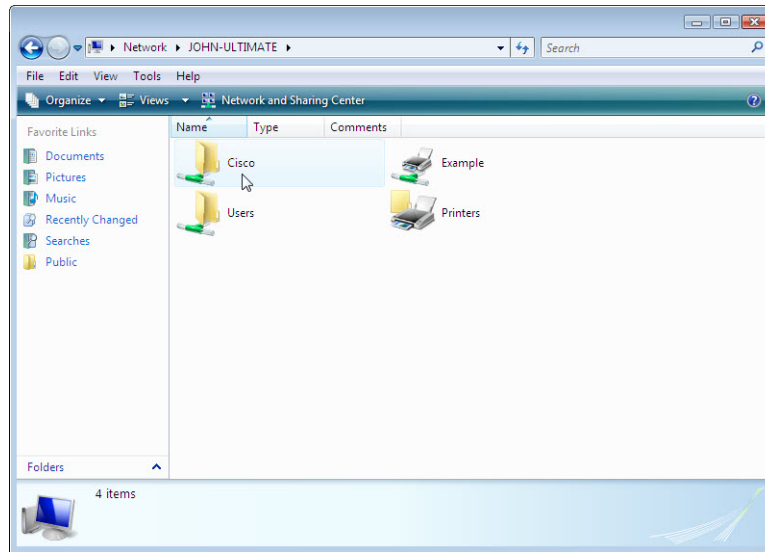 Network ▸ JOHN-ULTIMATE ▸
Search
File Edit View Tools Help
Organize Views Network and Sharing Center
Favorite Links
Documents
Pictures
Music
Recently Changed
Searches
Public
Folders
Name Type Comments
Cisco
Example
Users
Printers
4 items